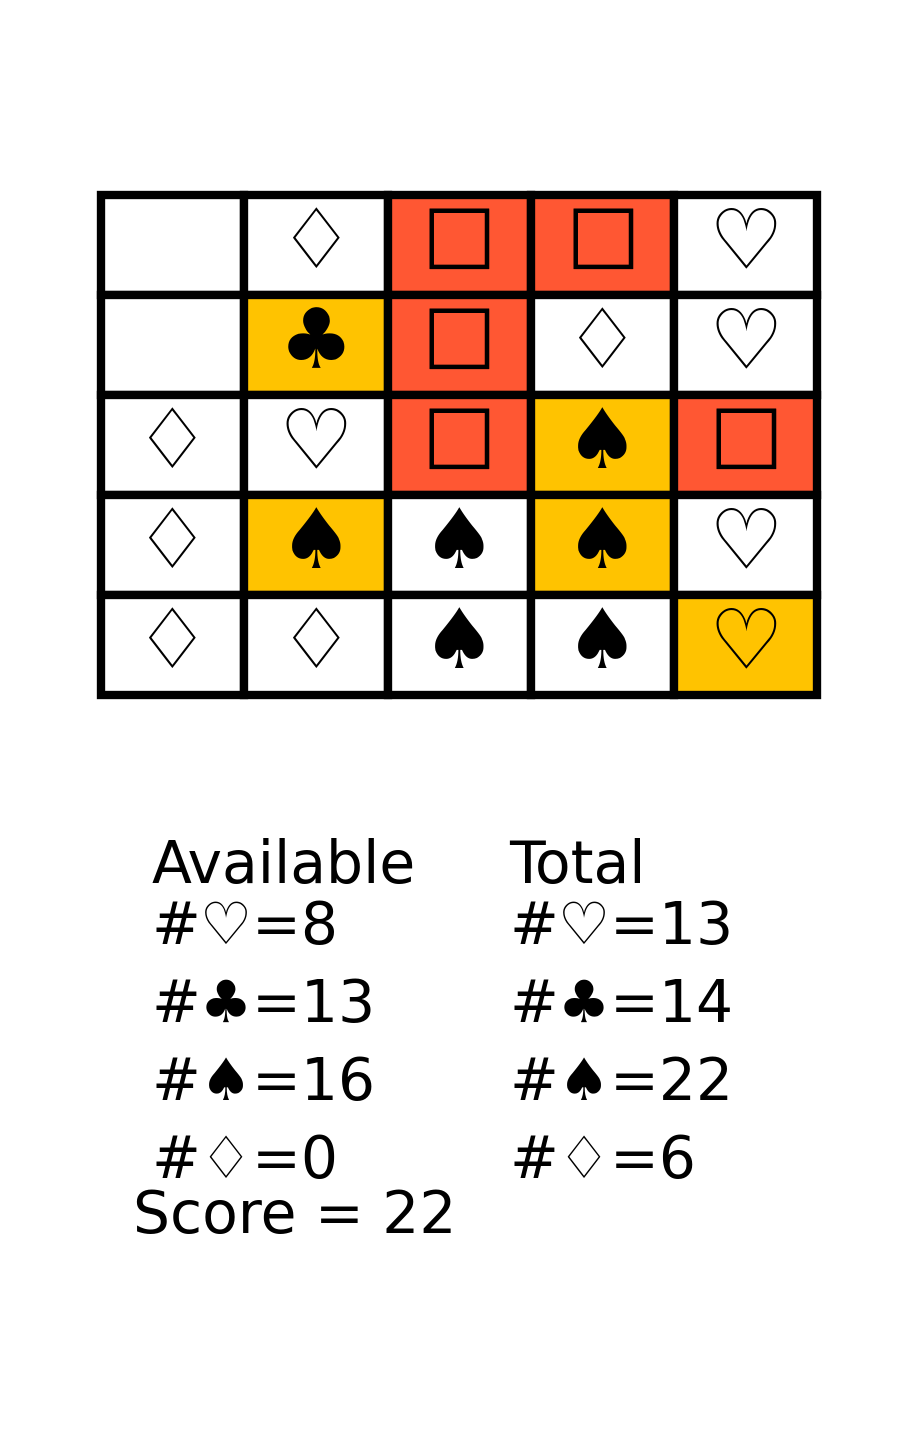 ♢ □ □ ♡
♣ □ ♢ ♡
♢ ♡ □ ♠ □
♢ ♠ ♠ ♠ ♡
♢ ♢ ♠ ♠ ♡
Available Total
#♡=8 #♡=13
#♣=13 #♣=14
#♠=16 #♠=22
#♢=0 #♢=6
Score = 22